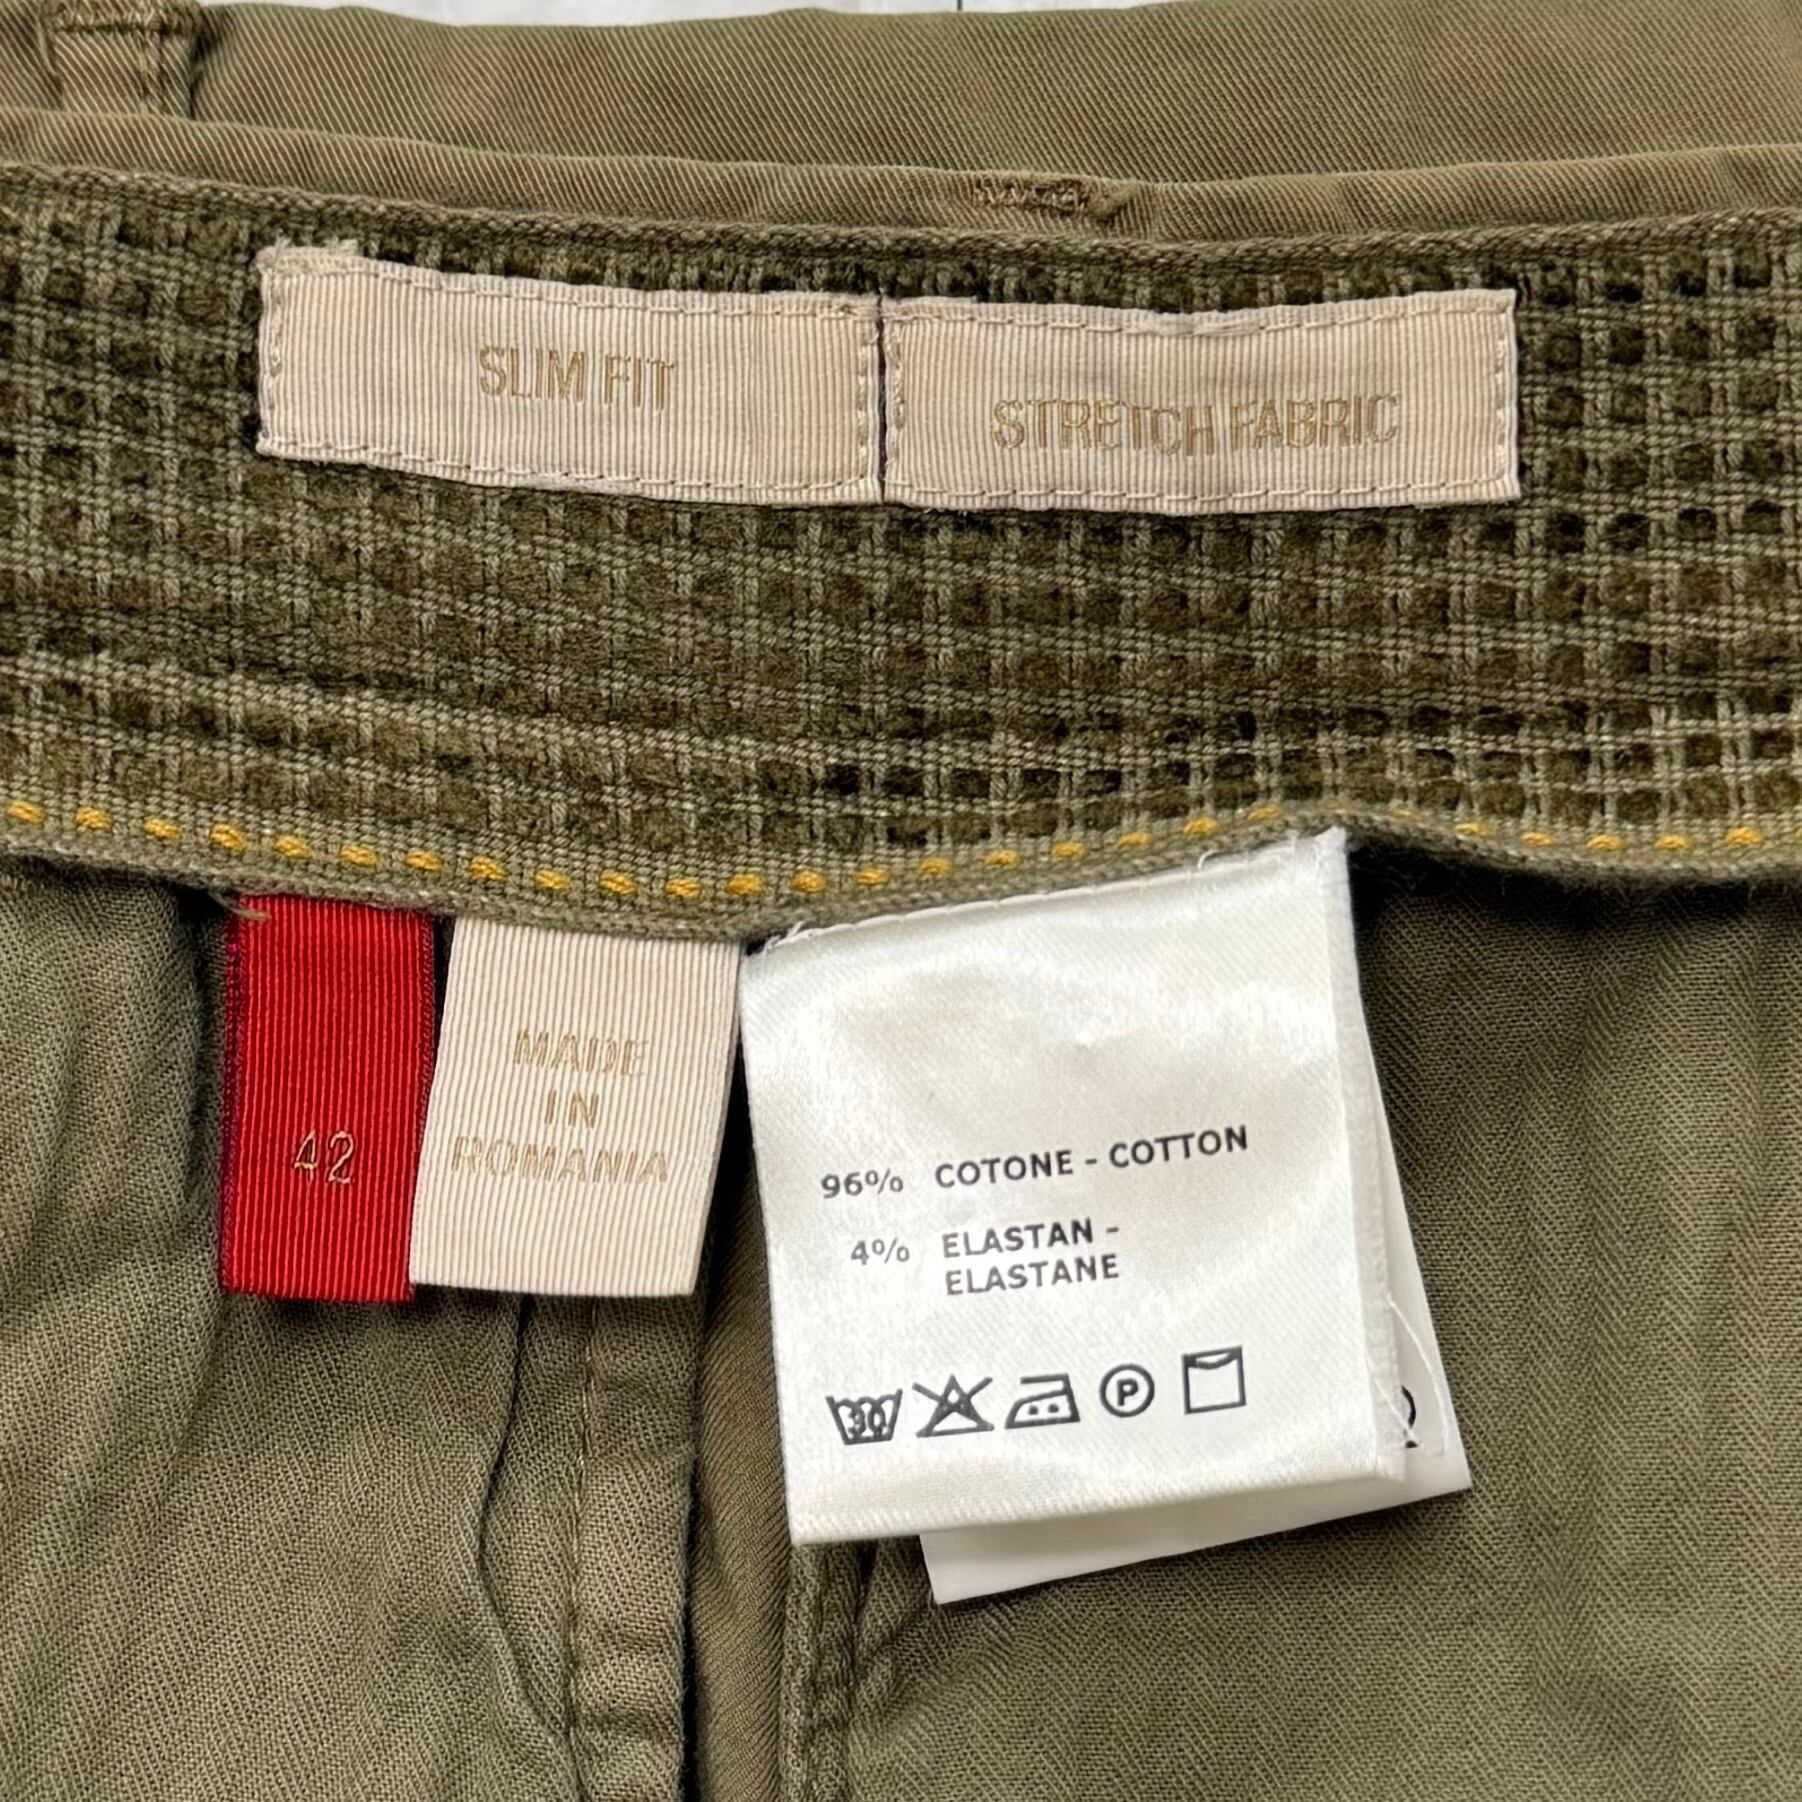 SLIM FIT
STRETCH FABRIC
42
MADE
IN
ROMANIA
96% COTONE - COTTON
4% ELASTAN -
ELASTANE
30
P